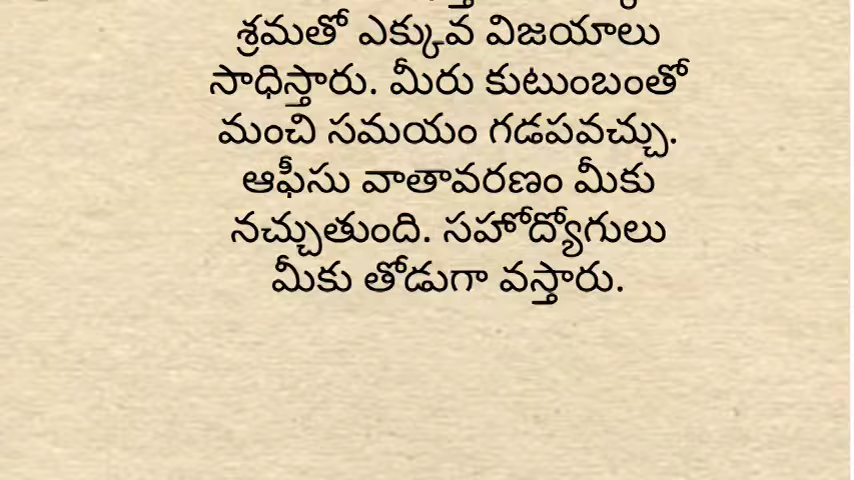 శ్రమతో ఎక్కువ విజయాలు
సాధిస్తారు. మీరు కుటుంబంతో
మంచి సమయం గడపవచ్చు.
ఆఫీసు వాతావరణం మీకు
నచ్చుతుంది. సహోద్యోగులు
మీకు తోడుగా వస్తారు.